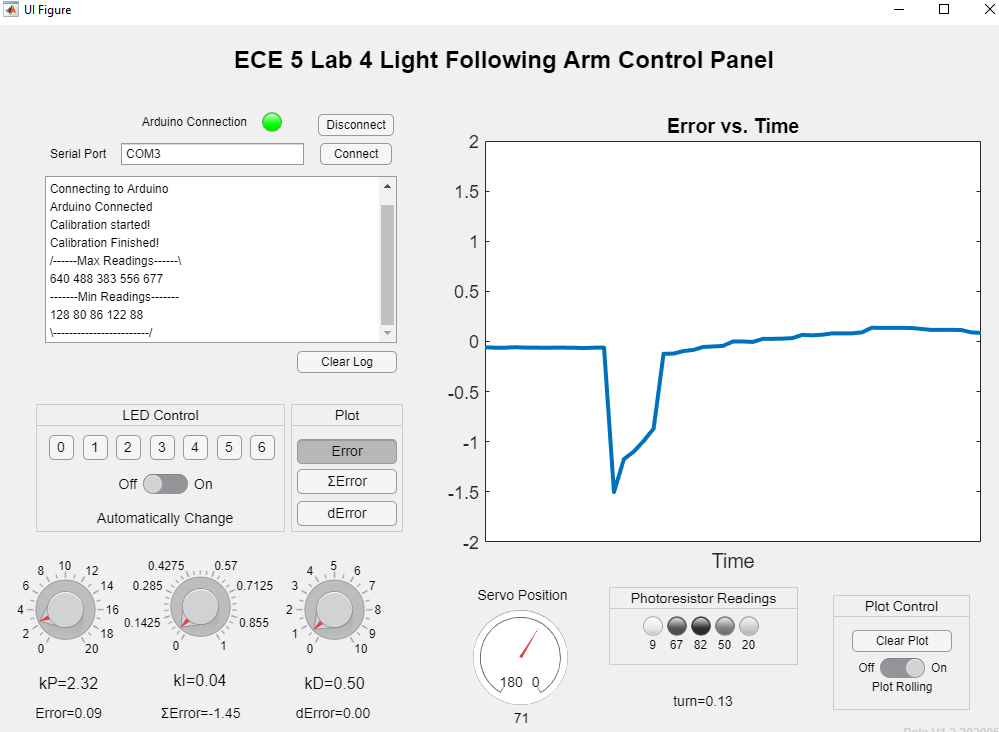 UI Figure
ECE 5 Lab 4 Light Following Arm Control Panel
Arduino Connection
Disconnect
Serial Port
COM3
Connect
Connecting to Arduino
Arduino Connected
Calibration started!
Calibration Finished!
/------Max Readings------\
640 488 383 556 677
-------Min Readings-------
128 80 86 122 88
\------------------------/
Clear Log
LED Control
0 1 2 3 4 5 6
Off On
Automatically Change
Plot
Error
ΣError
dError
Error vs. Time
2
1.5
1
0.5
0
-0.5
-1
-1.5
-2
Time
0 2 4 6 8 10 12 14 16 18 20
kP=2.32
Error=0.09
0 0.1425 0.285 0.4275 0.57 0.7125 0.855 1
kI=0.04
ΣError=-1.45
0 1 2 3 4 5 6 7 8 9 10
kD=0.50
dError=0.00
Servo Position
180 0
71
Photoresistor Readings
9 67 82 50 20
turn=0.13
Plot Control
Clear Plot
Off On
Plot Rolling